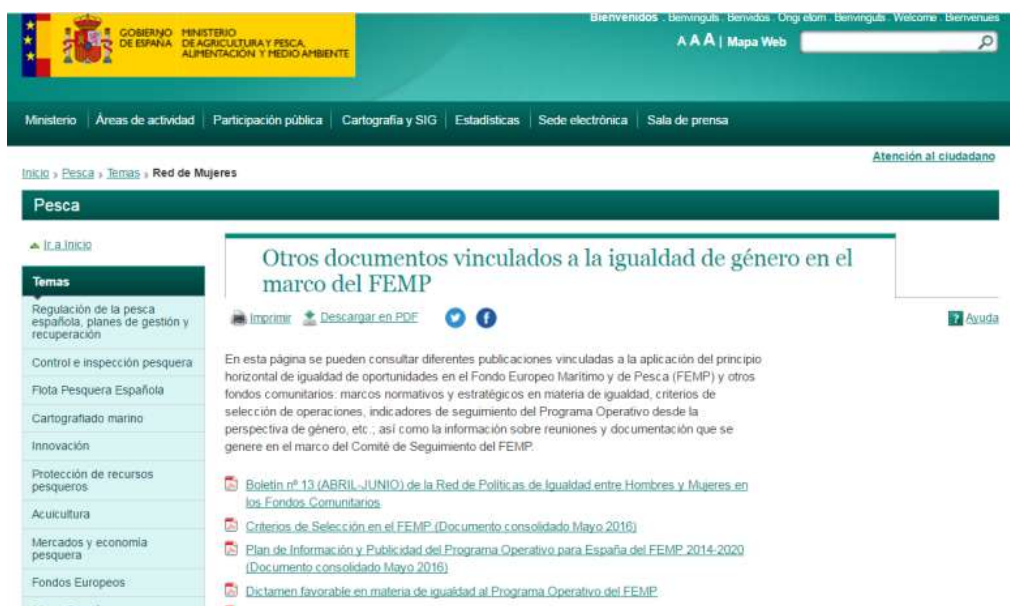 Bienvenidos . Benvinguts . Benvidos . Ongi etorri . Benvinguts . Welcome . Bienvenues
GOBIERNO DE ESPAÑA
MINISTERIO DE AGRICULTURA Y PESCA, ALIMENTACIÓN Y MEDIO AMBIENTE
A A A | Mapa Web
Ministerio | Áreas de actividad | Participación pública | Cartografía y SIG | Estadísticas | Sede electrónica | Sala de prensa
Atención al ciudadano
Inicio » Pesca » Temas » Red de Mujeres
Pesca
Ir a Inicio
Temas
Regulación de la pesca
española, planes de gestión y
recuperación
Control e inspección pesquera
Flota Pesquera Española
Cartografiado marino
Innovación
Protección de recursos
pesqueros
Acuicultura
Mercados y economía
pesquera
Fondos Europeos
Otros documentos vinculados a la igualdad de género en el
marco del FEMP
Imprimir Descargar en PDF
? Ayuda
En esta página se pueden consultar diferentes publicaciones vinculadas a la aplicación del principio
horizontal de igualdad de oportunidades en el Fondo Europeo Marítimo y de Pesca (FEMP) y otros
fondos comunitarios: marcos normativos y estratégicos en materia de igualdad, criterios de
selección de operaciones, indicadores de seguimiento del Programa Operativo desde la
perspectiva de género, etc.; así como la información sobre reuniones y documentación que se
genere en el marco del Comité de Seguimiento del FEMP.
Boletín nº 13 (ABRIL-JUNIO) de la Red de Políticas de Igualdad entre Hombres y Mujeres en
los Fondos Comunitarios
Criterios de Selección en el FEMP (Documento consolidado Mayo 2016)
Plan de Información y Publicidad del Programa Operativo para España del FEMP 2014-2020
(Documento consolidado Mayo 2016)
Dictamen favorable en materia de igualdad al Programa Operativo del FEMP